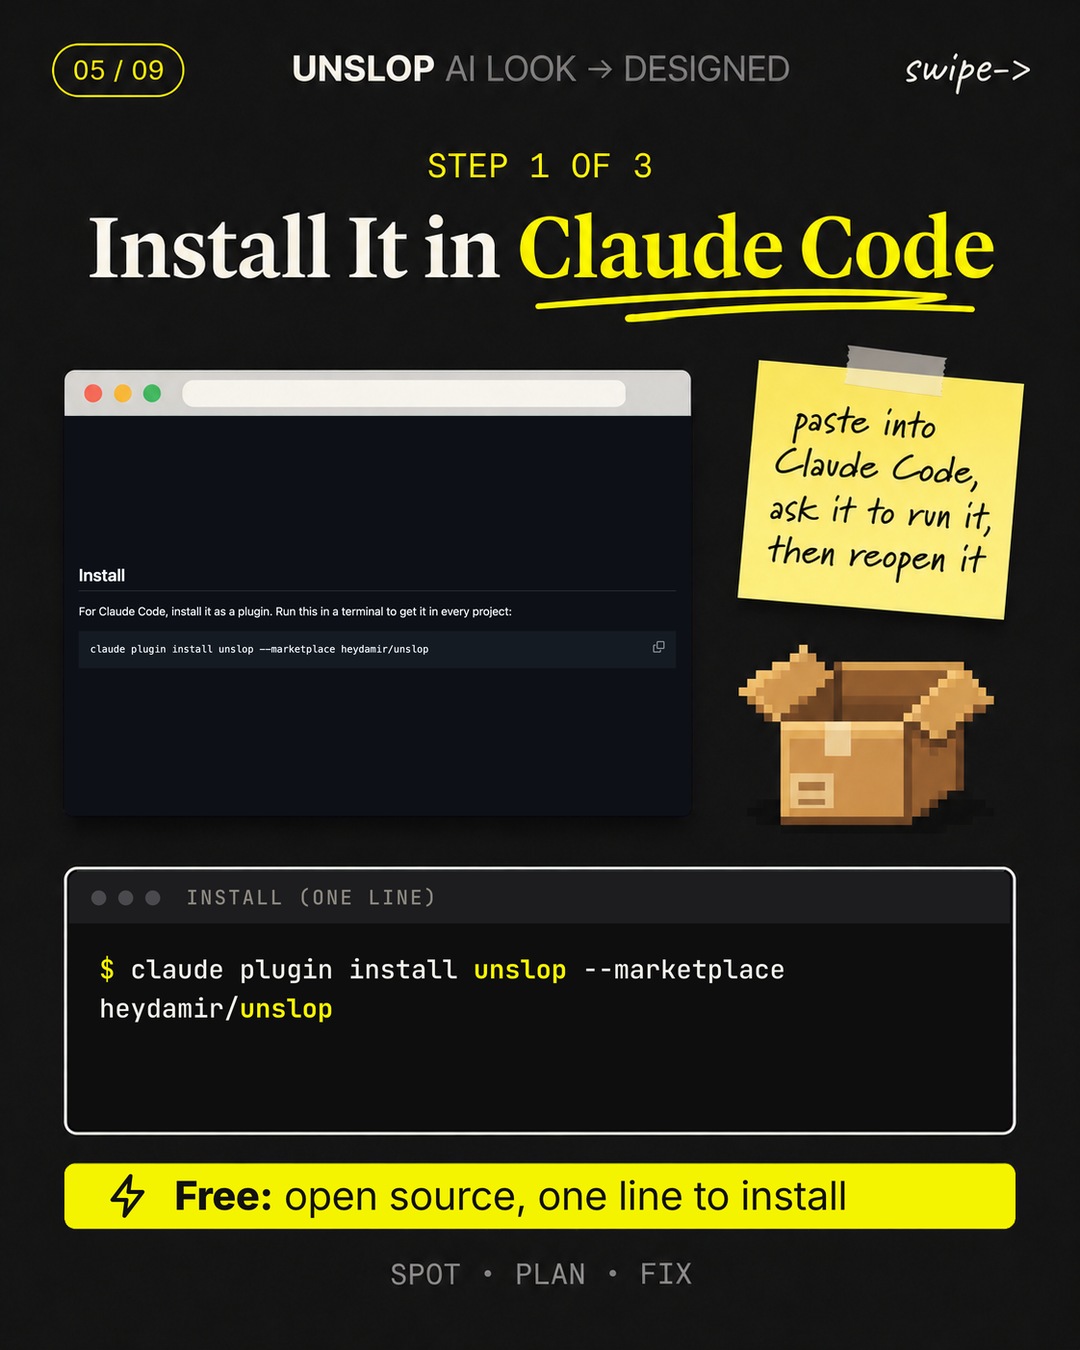 05 / 09
UNSLOP AI LOOK → DESIGNED
swipe->
STEP 1 OF 3
Install It in Claude Code
paste into
Claude Code,
ask it to run it,
then reopen it
Install
For Claude Code, install it as a plugin. Run this in a terminal to get it in every project:
claude plugin install unslop --marketplace heydamir/unslop
INSTALL (ONE LINE)
$ claude plugin install unslop --marketplace
heydamir/unslop
Free: open source, one line to install
SPOT • PLAN • FIX